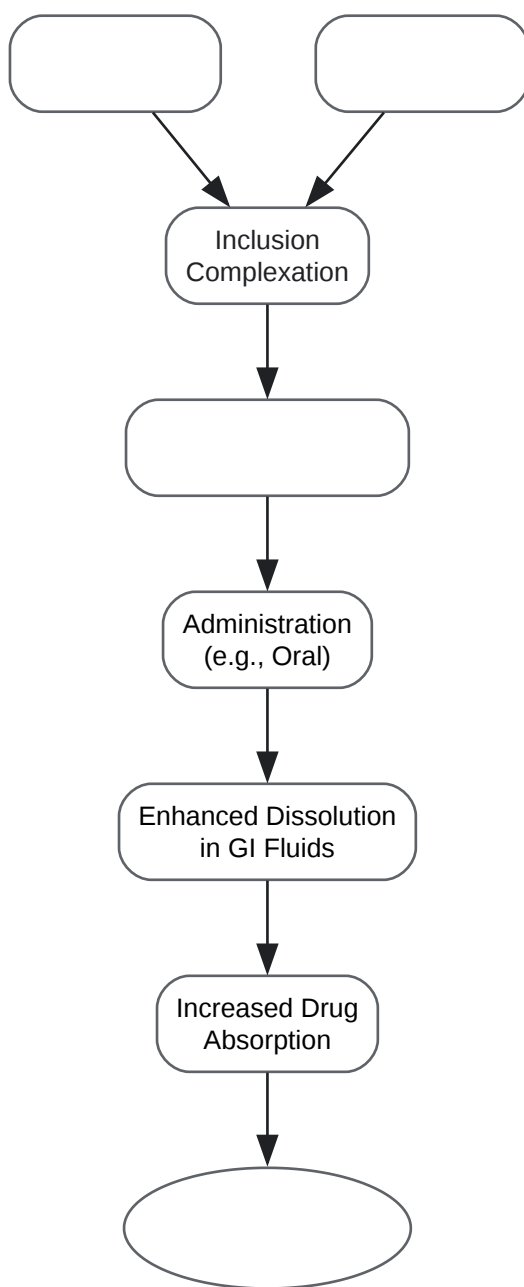 Inclusion
Complexation
Administration
(e.g., Oral)
Enhanced Dissolution
in GI Fluids
Increased Drug
Absorption